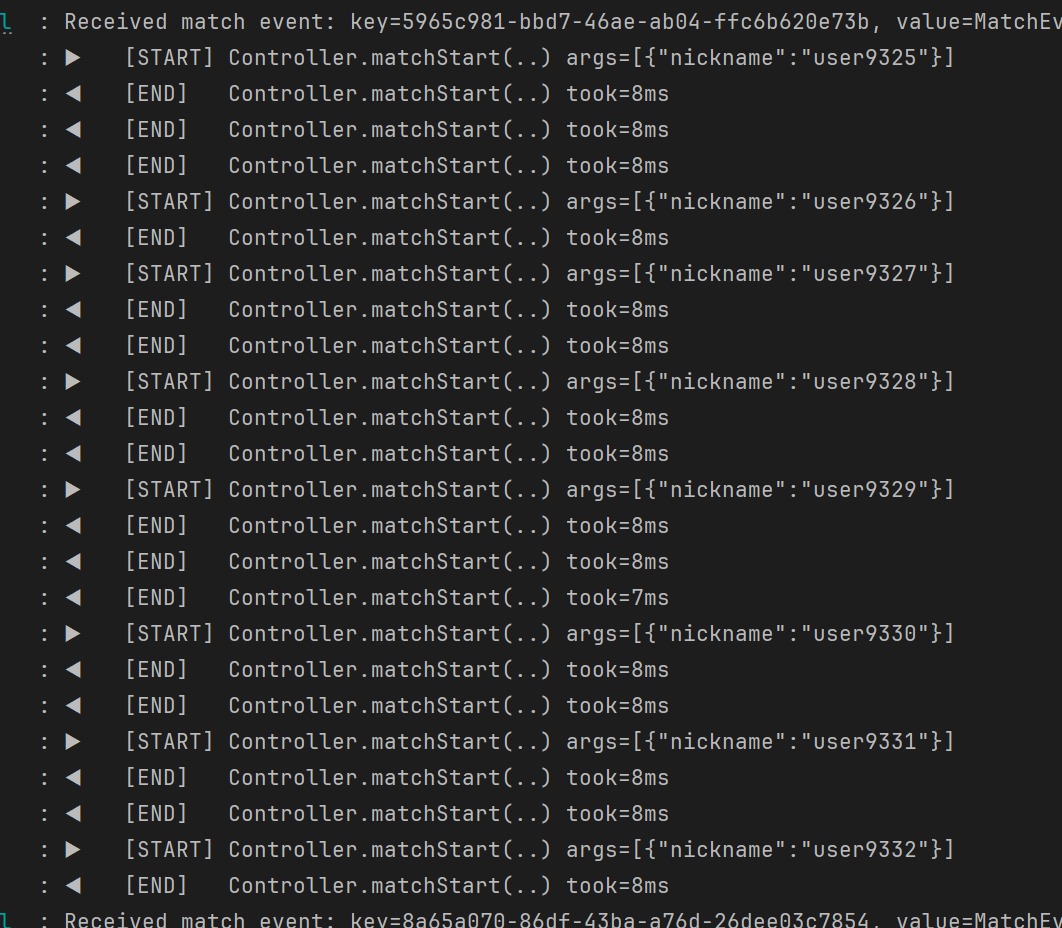 l : Received match event: key=5965c981-bbd7-46ae-ab04-ffc6b620e73b, value=MatchEv
: ▶ [START] Controller.matchStart(..) args=[{"nickname":"user9325"}]
: ◀ [END] Controller.matchStart(..) took=8ms
: ◀ [END] Controller.matchStart(..) took=8ms
: ◀ [END] Controller.matchStart(..) took=8ms
: ▶ [START] Controller.matchStart(..) args=[{"nickname":"user9326"}]
: ◀ [END] Controller.matchStart(..) took=8ms
: ▶ [START] Controller.matchStart(..) args=[{"nickname":"user9327"}]
: ◀ [END] Controller.matchStart(..) took=8ms
: ◀ [END] Controller.matchStart(..) took=8ms
: ▶ [START] Controller.matchStart(..) args=[{"nickname":"user9328"}]
: ◀ [END] Controller.matchStart(..) took=8ms
: ◀ [END] Controller.matchStart(..) took=8ms
: ▶ [START] Controller.matchStart(..) args=[{"nickname":"user9329"}]
: ◀ [END] Controller.matchStart(..) took=8ms
: ◀ [END] Controller.matchStart(..) took=8ms
: ◀ [END] Controller.matchStart(..) took=7ms
: ▶ [START] Controller.matchStart(..) args=[{"nickname":"user9330"}]
: ◀ [END] Controller.matchStart(..) took=8ms
: ◀ [END] Controller.matchStart(..) took=8ms
: ▶ [START] Controller.matchStart(..) args=[{"nickname":"user9331"}]
: ◀ [END] Controller.matchStart(..) took=8ms
: ◀ [END] Controller.matchStart(..) took=8ms
: ▶ [START] Controller.matchStart(..) args=[{"nickname":"user9332"}]
: ◀ [END] Controller.matchStart(..) took=8ms
l : Received match event: key=8a65a070-86df-43ba-a76d-26dee03c7854, value=MatchEv